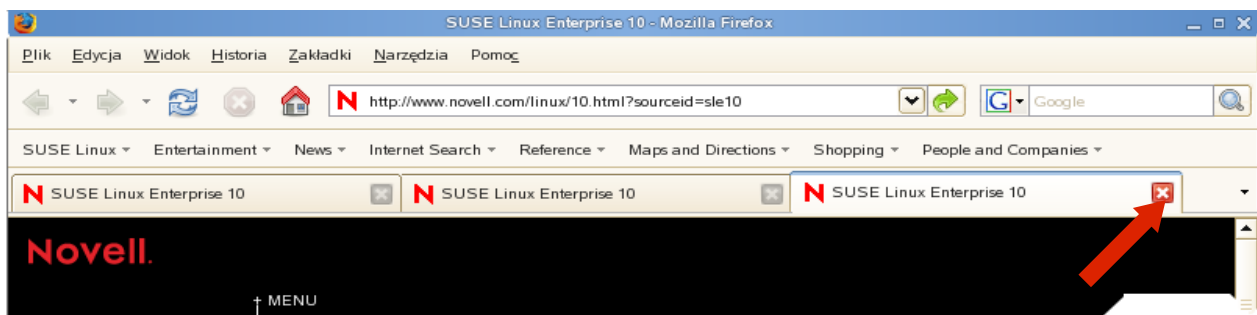 SUSE Linux Enterprise 10 - Mozilla Firefox
Plik Edycja Widok Historia Zakładki Narzędzia Pomoc
N http://www.novell.com/linux/10.html?sourceid=sle10 G Google
SUSE Linux Entertainment News Internet Search Reference Maps and Directions Shopping People and Companies
N SUSE Linux Enterprise 10 N SUSE Linux Enterprise 10 N SUSE Linux Enterprise 10
Novell.
† MENU